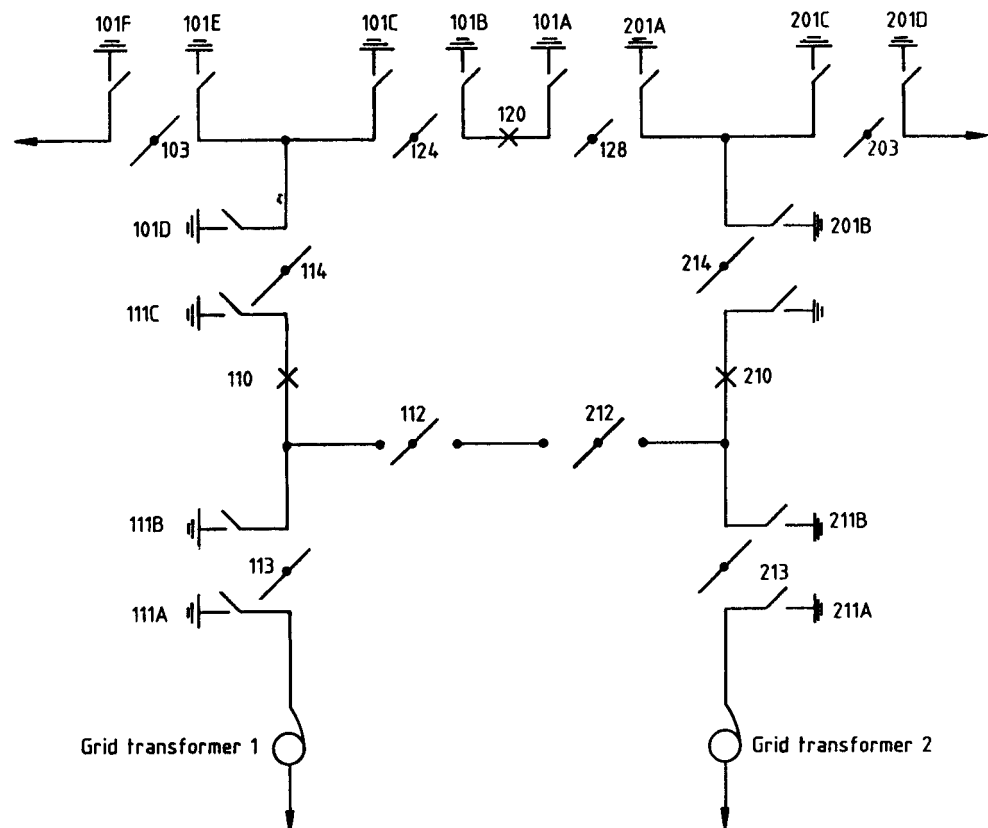 101F 101E 101C 101B 101A 201A 201C 201D
120
103 124 128 203
101D 201B
114 214
111C
110 210
112 212
111B 211B
113 213
111A 211A
Grid transformer 1 Grid transformer 2